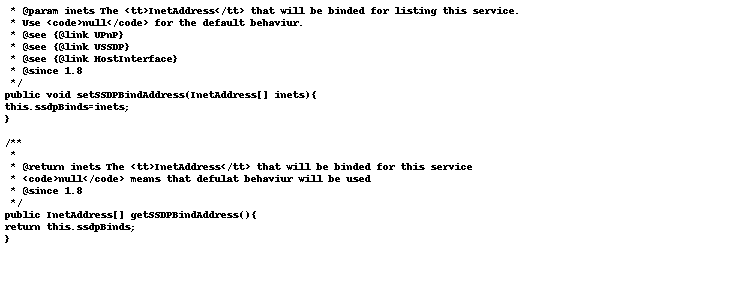 * @param inets The <tt>InetAddress</tt> that will be binded for listing this service.
* Use <code>null</code> for the default behaviur.
* @see {@link UPnP}
* @see {@link USSDP}
* @see {@link HostInterface}
* @since 1.8
*/
public void setSSDPBindAddress(InetAddress[] inets){
this.ssdpBinds=inets;
}
/**
*
* @return inets The <tt>InetAddress</tt> that will be binded for this service
* <code>null</code> means that defulat behaviur will be used
* @since 1.8
*/
public InetAddress[] getSSDPBindAddress(){
return this.ssdpBinds;
}